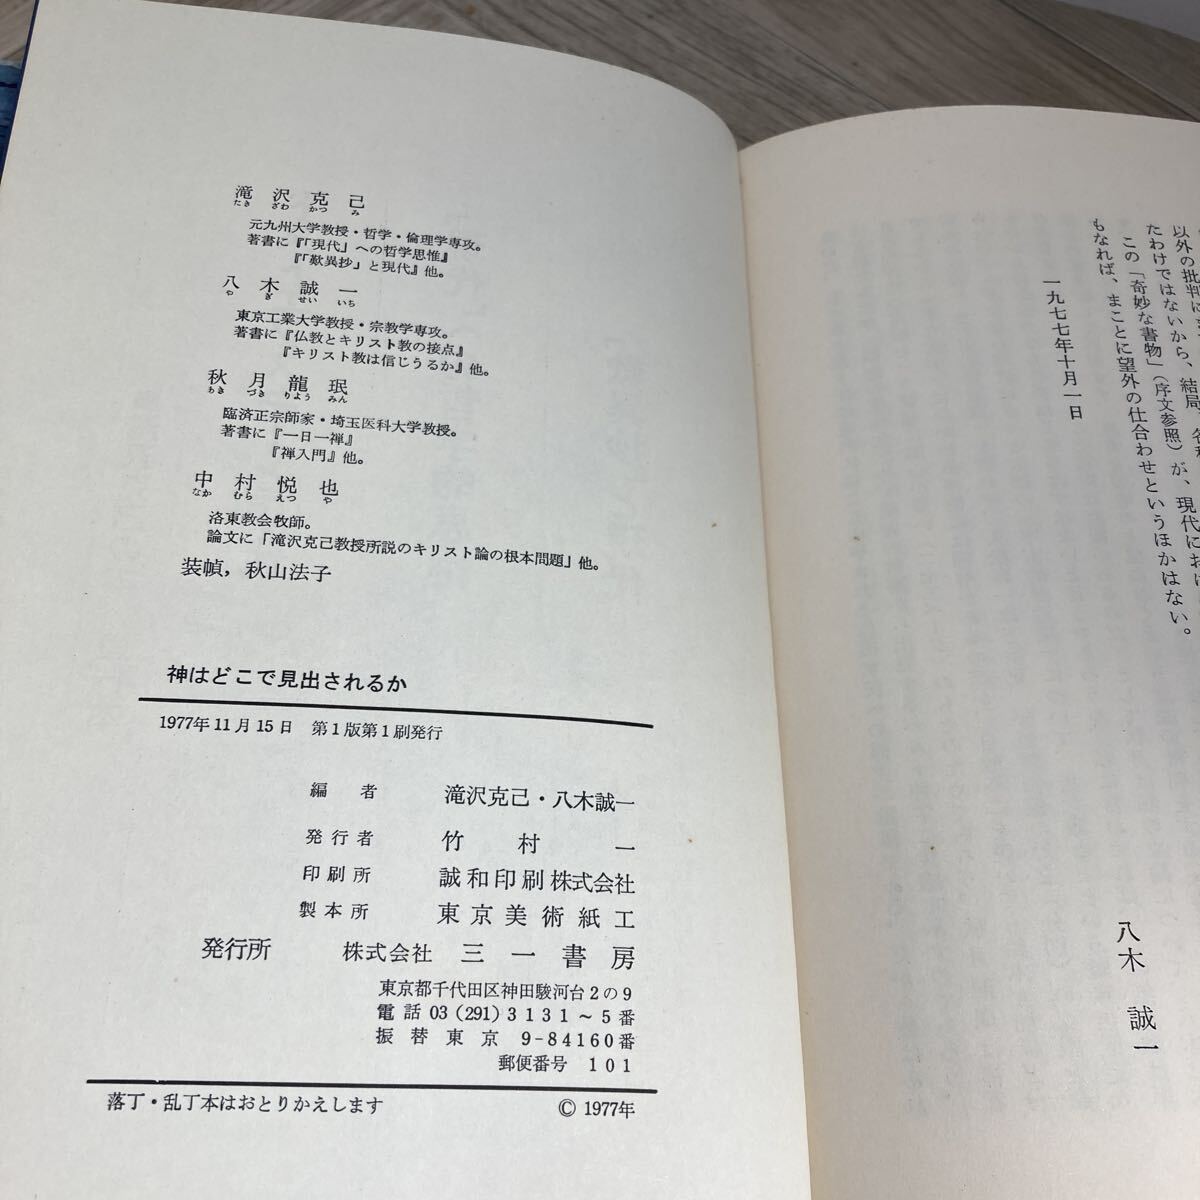 以外の批判に
たわけではないから、結局、
この「奇妙な書物」(序文参照)が、現代におけ
もなれば、まことに望外の仕合わせというほかはない。
一九七七年十月一日
八木 誠一
滝沢克己
たき ざわ かつ み
元九州大学教授・哲学・倫理学専攻。
著書に『「現代」への哲学思惟』
『「歎異抄」と現代』他。
八木誠一
や ぎ せい いち
東京工業大学教授・宗教学専攻。
著書に『仏教とキリスト教の接点』
『キリスト教は信じうるか』他。
秋月龍珉
あき づき りよう みん
臨済正宗師家・埼玉医科大学教授。
著書に『一日一禅』
『禅入門』他。
中村悦也
なか むら えつ や
洛東教会牧師。
論文に「滝沢克己教授所説のキリスト論の根本問題」他。
装幀，秋山法子
神はどこで見出されるか
1977年11月15日 第1版第1刷発行
編者 滝沢克己・八木誠一
発行者 竹村一
印刷所 誠和印刷株式会社
製本所 東京美術紙工
発行所 株式会社 三一書房
東京都千代田区神田駿河台2の9
電話 03 (291) 3131～5番
振替東京 9-84160番
郵便番号 101
落丁・乱丁本はおとりかえします © 1977年